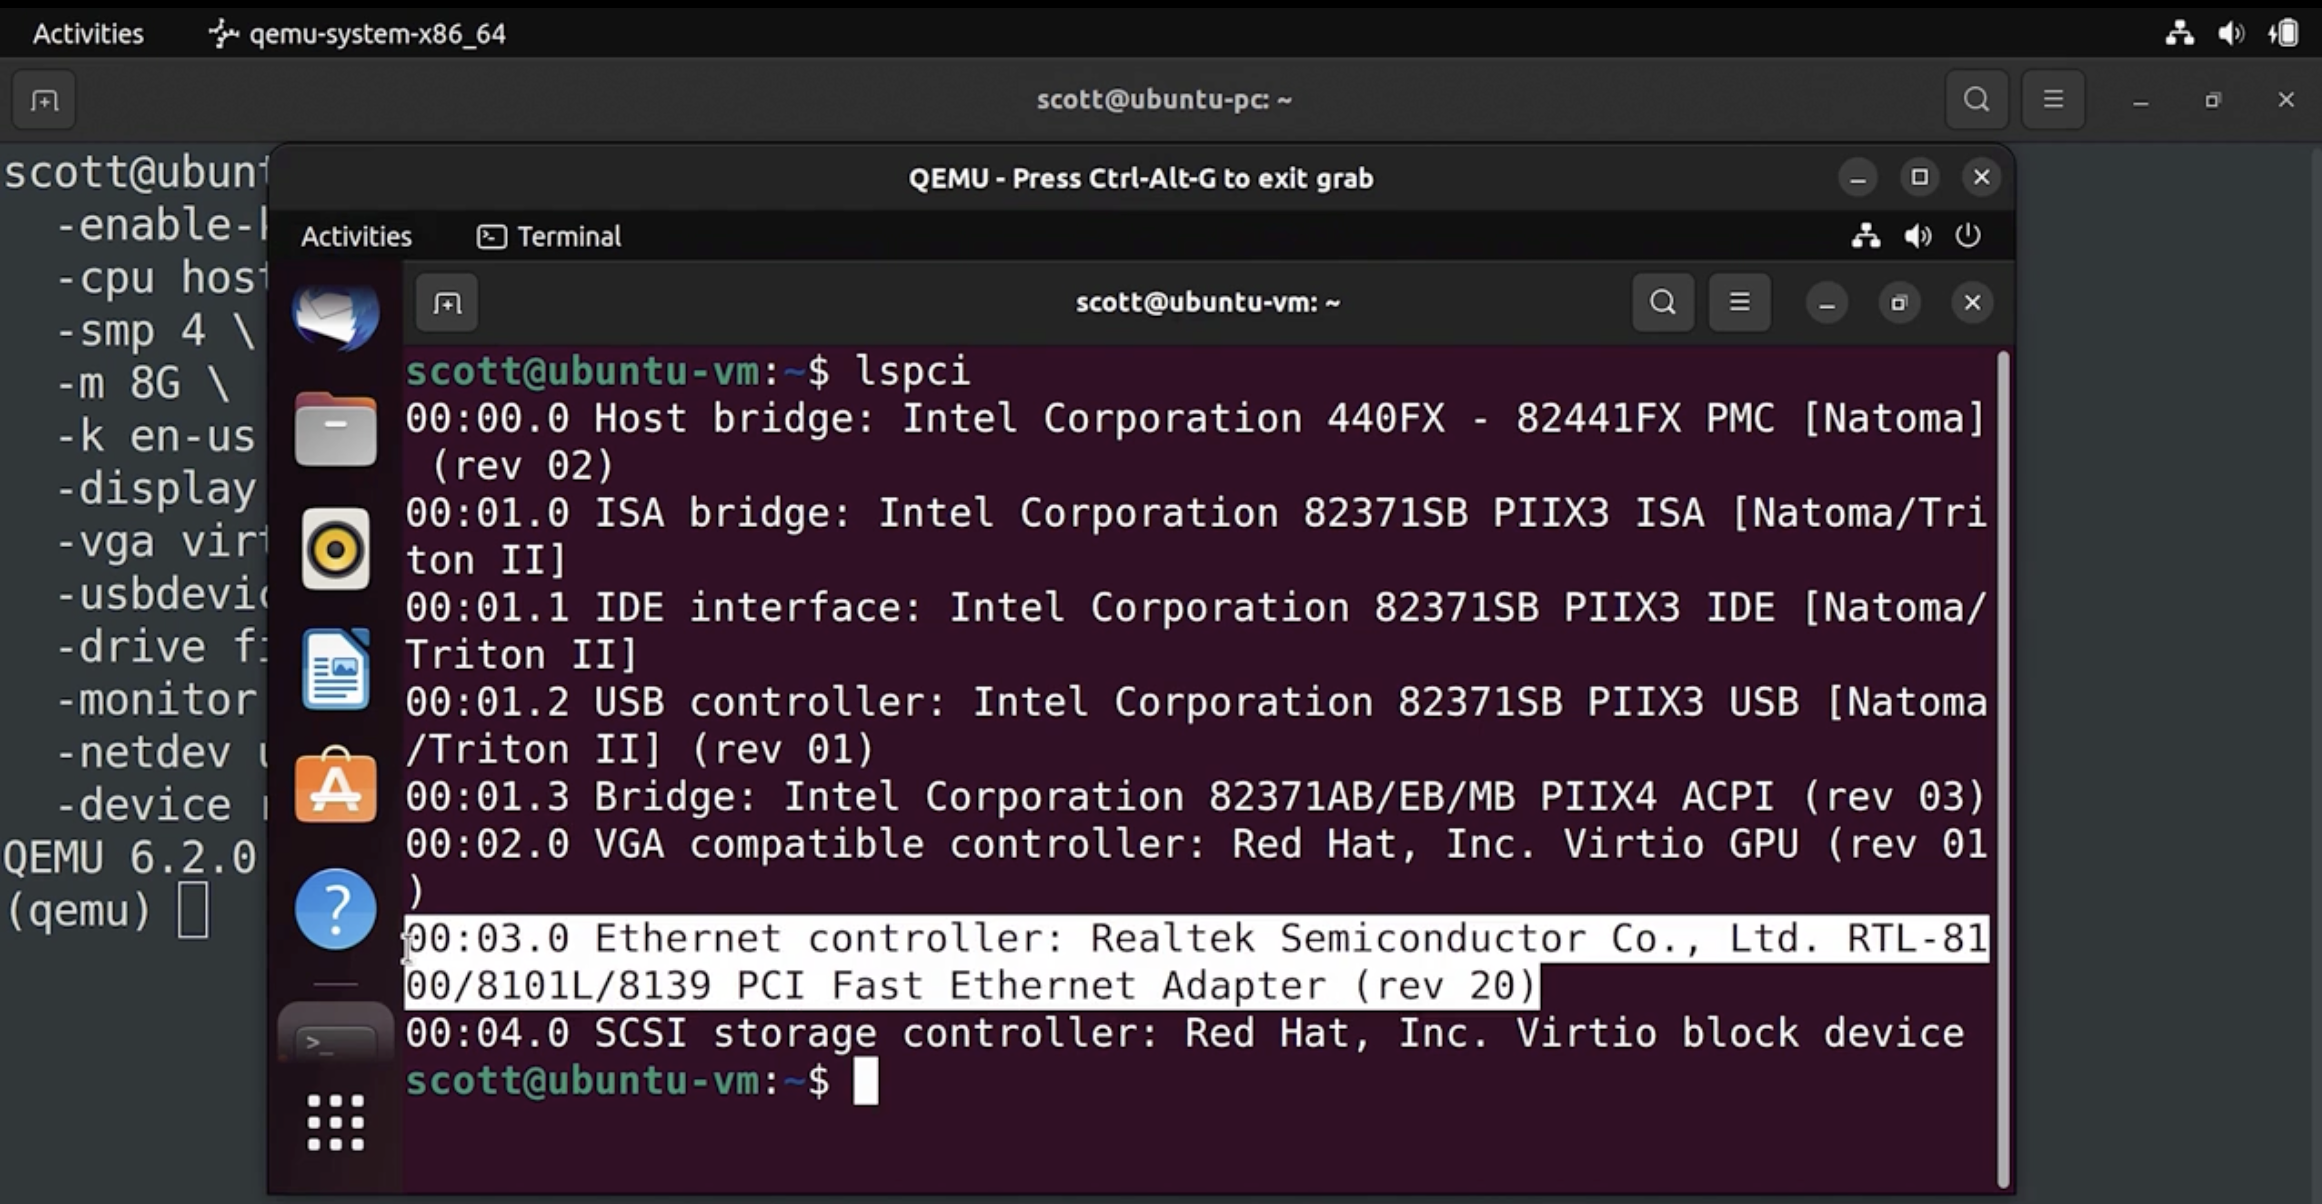 Activities qemu-system-x86_64
scott@ubuntu-pc: ~
scott@ubunt
-enable-k
-cpu host
-smp 4 \
-m 8G \
-k en-us
-display
-vga virt
-usbdevic
-drive fi
-monitor
-netdev u
-device r
QEMU 6.2.0
(qemu)
QEMU - Press Ctrl-Alt-G to exit grab
Activities Terminal
scott@ubuntu-vm: ~
scott@ubuntu-vm:~$ lspci
00:00.0 Host bridge: Intel Corporation 440FX - 82441FX PMC [Natoma]
(rev 02)
00:01.0 ISA bridge: Intel Corporation 82371SB PIIX3 ISA [Natoma/Tri
ton II]
00:01.1 IDE interface: Intel Corporation 82371SB PIIX3 IDE [Natoma/
Triton II]
00:01.2 USB controller: Intel Corporation 82371SB PIIX3 USB [Natoma
/Triton II] (rev 01)
00:01.3 Bridge: Intel Corporation 82371AB/EB/MB PIIX4 ACPI (rev 03)
00:02.0 VGA compatible controller: Red Hat, Inc. Virtio GPU (rev 01
)
00:03.0 Ethernet controller: Realtek Semiconductor Co., Ltd. RTL-81
00/8101L/8139 PCI Fast Ethernet Adapter (rev 20)
00:04.0 SCSI storage controller: Red Hat, Inc. Virtio block device
scott@ubuntu-vm:~$